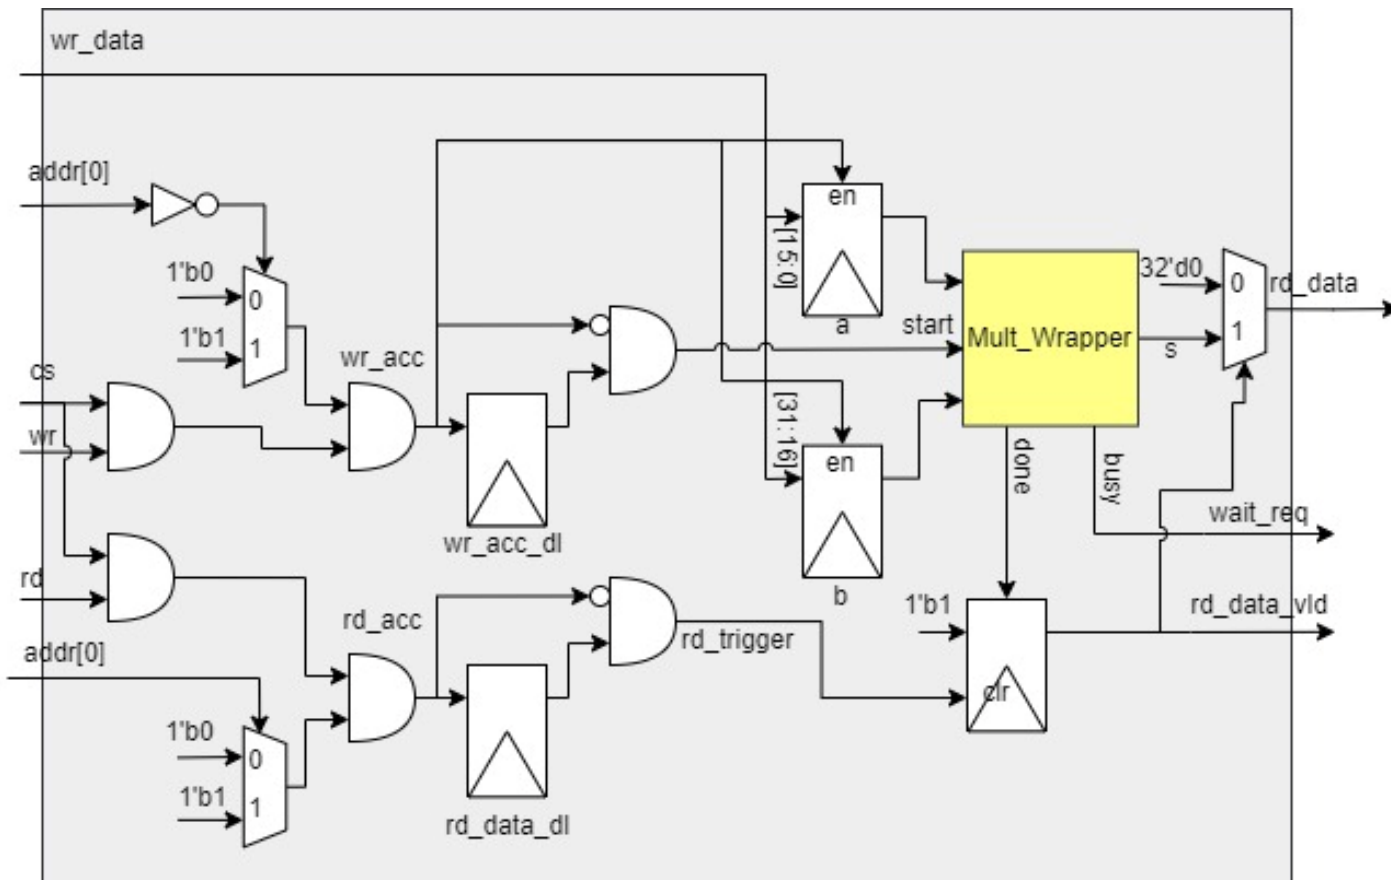 wr_data
addr[0]
en
[15:0]
1'b0
0
32'd0
0
rd_data
1'b1
1
a
start
Mult_Wrapper
s
1
wr_acc
cs
wr
[31:16]
en
done
busy
wait_req
wr_acc_dl
rd
b
1'b1
rd_data_vld
rd_acc
rd_trigger
addr[0]
clr
1'b0
0
1'b1
1
rd_data_dl